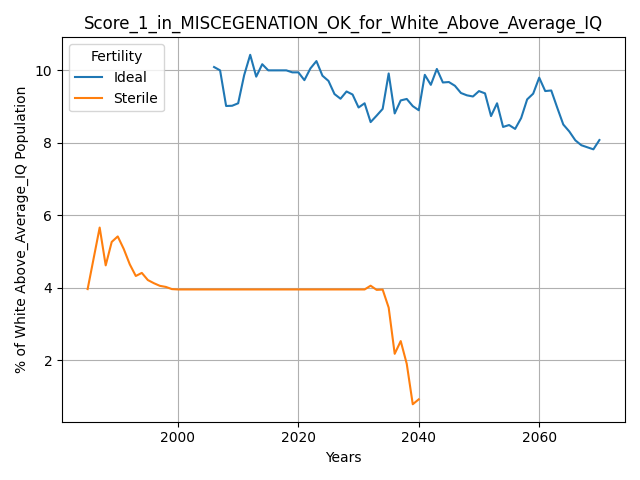 Score_1_in_MISCEGENATION_OK_for_White_Above_Average_IQ
Fertility
Ideal
Sterile
% of White Above_Average_IQ Population
10
8
6
4
2
2000
2020
2040
2060
Years